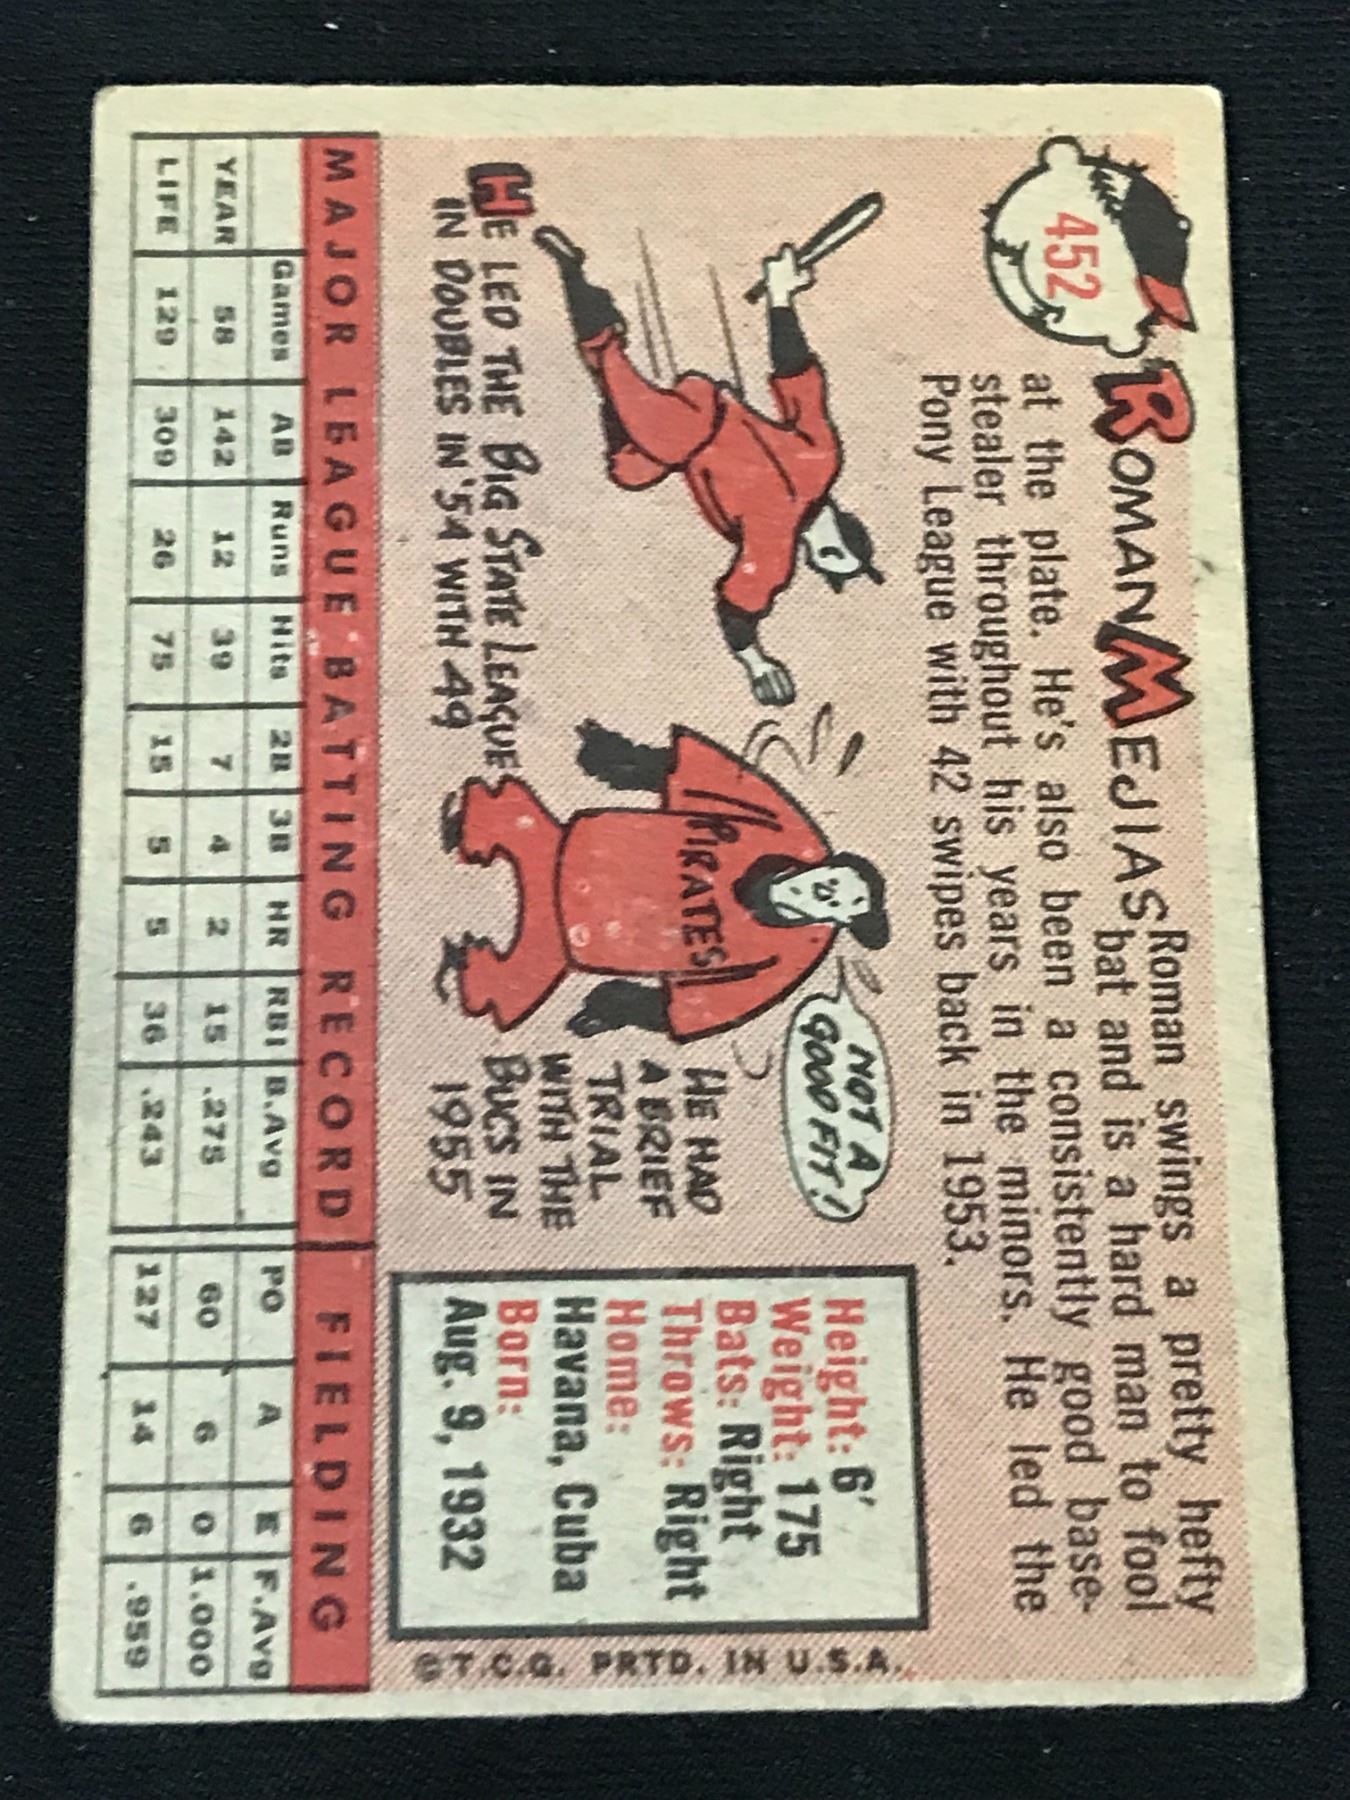 452
ROMAN MEJIAS
Roman swings a pretty hefty
bat and is a hard man to fool
at the plate. He's also been a consistently good base-
stealer throughout his years in the minors. He led the
Pony League with 42 swipes back in 1953.
HE LED THE BIG STATE LEAGUE
IN DOUBLES IN '54 WITH 49
PIRATES
NOT A
GOOD FIT!
HE HAD
A BRIEF
TRIAL
WITH THE
BUCS IN
1955
Height: 6'
Weight: 175
Bats: Right
Throws: Right
Home:
Havana, Cuba
Born:
Aug. 9, 1932
© T.C.G. PRTD. IN U.S.A.
MAJOR LEAGUE BATTING RECORD FIELDING
Games AB Runs Hits 2B 3B HR RBI B.Avg PO A E F.Avg
YEAR 58 142 12 39 7 4 2 15 .275 60 6 0 1.000
LIFE 129 309 26 75 15 5 5 36 .243 127 14 6 .959